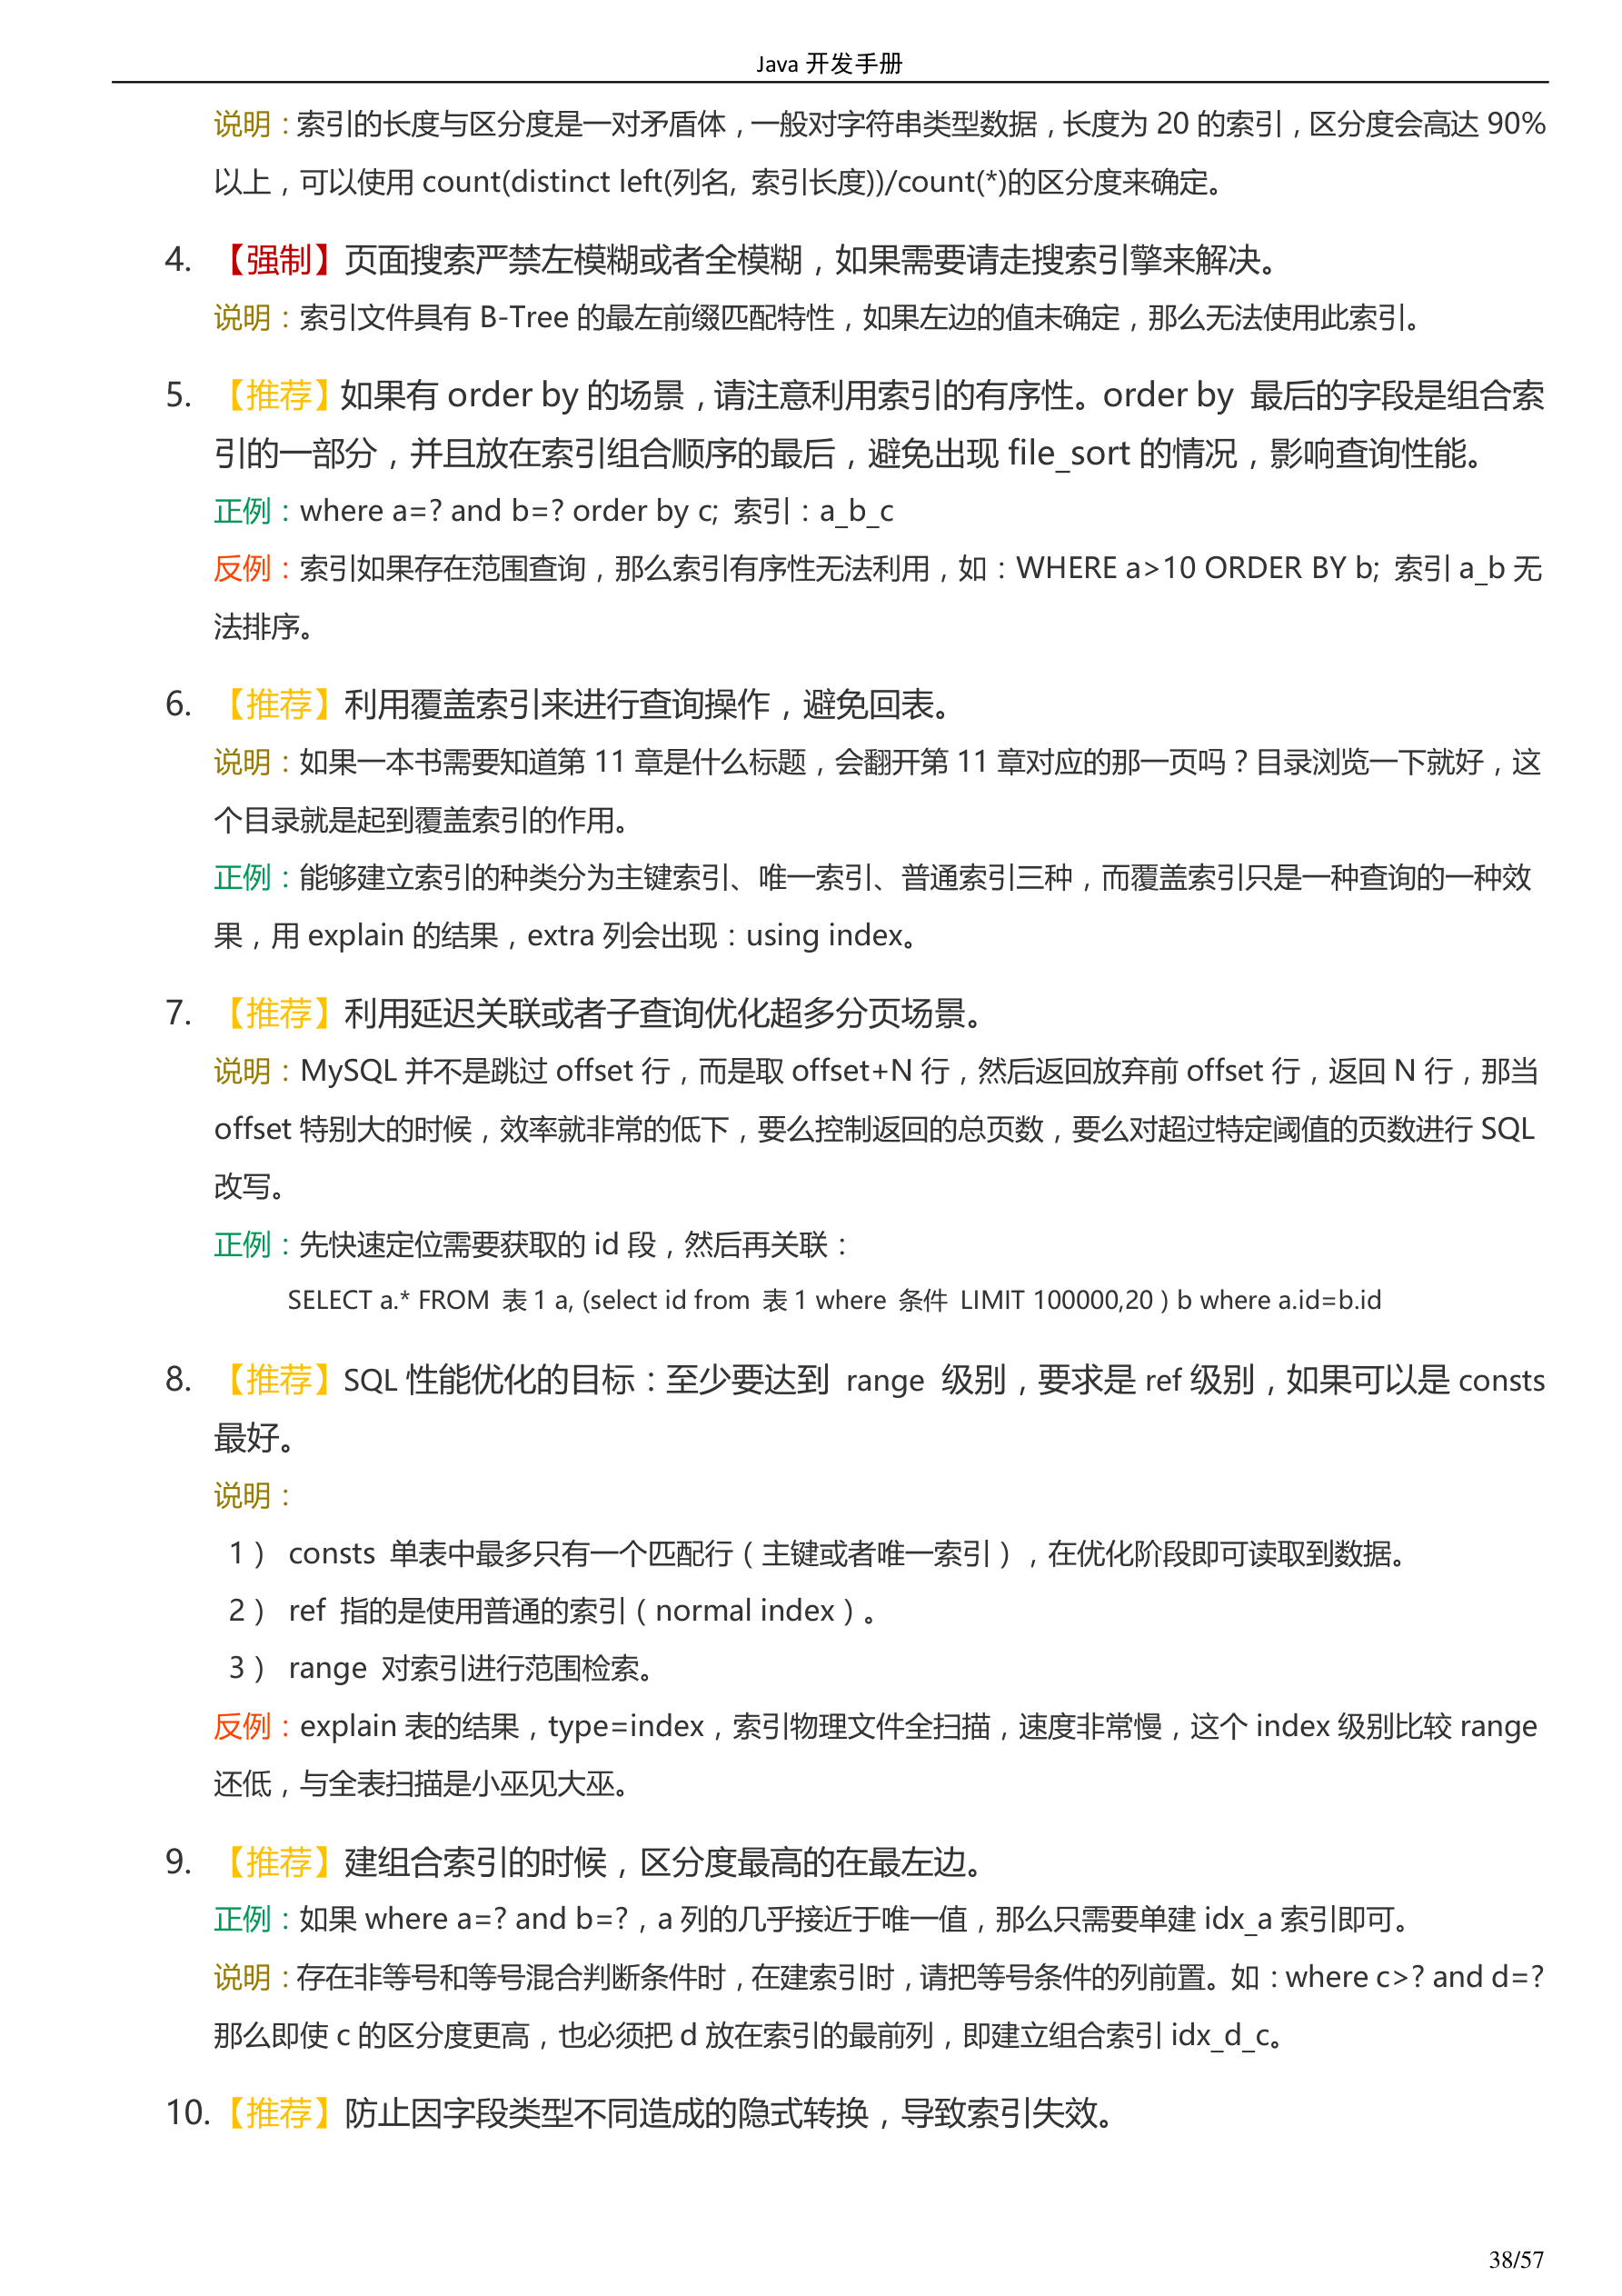 Java 开发手册
说明：索引的长度与区分度是一对矛盾体，一般对字符串类型数据，长度为 20 的索引，区分度会高达 90%
以上，可以使用 count(distinct left(列名, 索引长度))/count(*)的区分度来确定。
4. 【强制】页面搜索严禁左模糊或者全模糊，如果需要请走搜索引擎来解决。
说明：索引文件具有 B-Tree 的最左前缀匹配特性，如果左边的值未确定，那么无法使用此索引。
5. 【推荐】如果有 order by 的场景，请注意利用索引的有序性。order by 最后的字段是组合索
引的一部分，并且放在索引组合顺序的最后，避免出现 file_sort 的情况，影响查询性能。
正例：where a=? and b=? order by c; 索引：a_b_c
反例：索引如果存在范围查询，那么索引有序性无法利用，如：WHERE a>10 ORDER BY b; 索引 a_b 无
法排序。
6. 【推荐】利用覆盖索引来进行查询操作，避免回表。
说明：如果一本书需要知道第 11 章是什么标题，会翻开第 11 章对应的那一页吗？目录浏览一下就好，这
个目录就是起到覆盖索引的作用。
正例：能够建立索引的种类分为主键索引、唯一索引、普通索引三种，而覆盖索引只是一种查询的一种效
果，用 explain 的结果，extra 列会出现：using index。
7. 【推荐】利用延迟关联或者子查询优化超多分页场景。
说明：MySQL 并不是跳过 offset 行，而是取 offset+N 行，然后返回放弃前 offset 行，返回 N 行，那当
offset 特别大的时候，效率就非常的低下，要么控制返回的总页数，要么对超过特定阈值的页数进行 SQL
改写。
正例：先快速定位需要获取的 id 段，然后再关联：
SELECT a.* FROM 表 1 a, (select id from 表 1 where 条件 LIMIT 100000,20 ) b where a.id=b.id
8. 【推荐】SQL 性能优化的目标：至少要达到 range 级别，要求是 ref 级别，如果可以是 consts
最好。
说明：
1） consts 单表中最多只有一个匹配行（主键或者唯一索引），在优化阶段即可读取到数据。
2） ref 指的是使用普通的索引（normal index）。
3） range 对索引进行范围检索。
反例：explain 表的结果，type=index，索引物理文件全扫描，速度非常慢，这个 index 级别比较 range
还低，与全表扫描是小巫见大巫。
9. 【推荐】建组合索引的时候，区分度最高的在最左边。
正例：如果 where a=? and b=?，a 列的几乎接近于唯一值，那么只需要单建 idx_a 索引即可。
说明：存在非等号和等号混合判断条件时，在建索引时，请把等号条件的列前置。如：where c>? and d=?
那么即使 c 的区分度更高，也必须把 d 放在索引的最前列，即建立组合索引 idx_d_c。
10. 【推荐】防止因字段类型不同造成的隐式转换，导致索引失效。
38/57